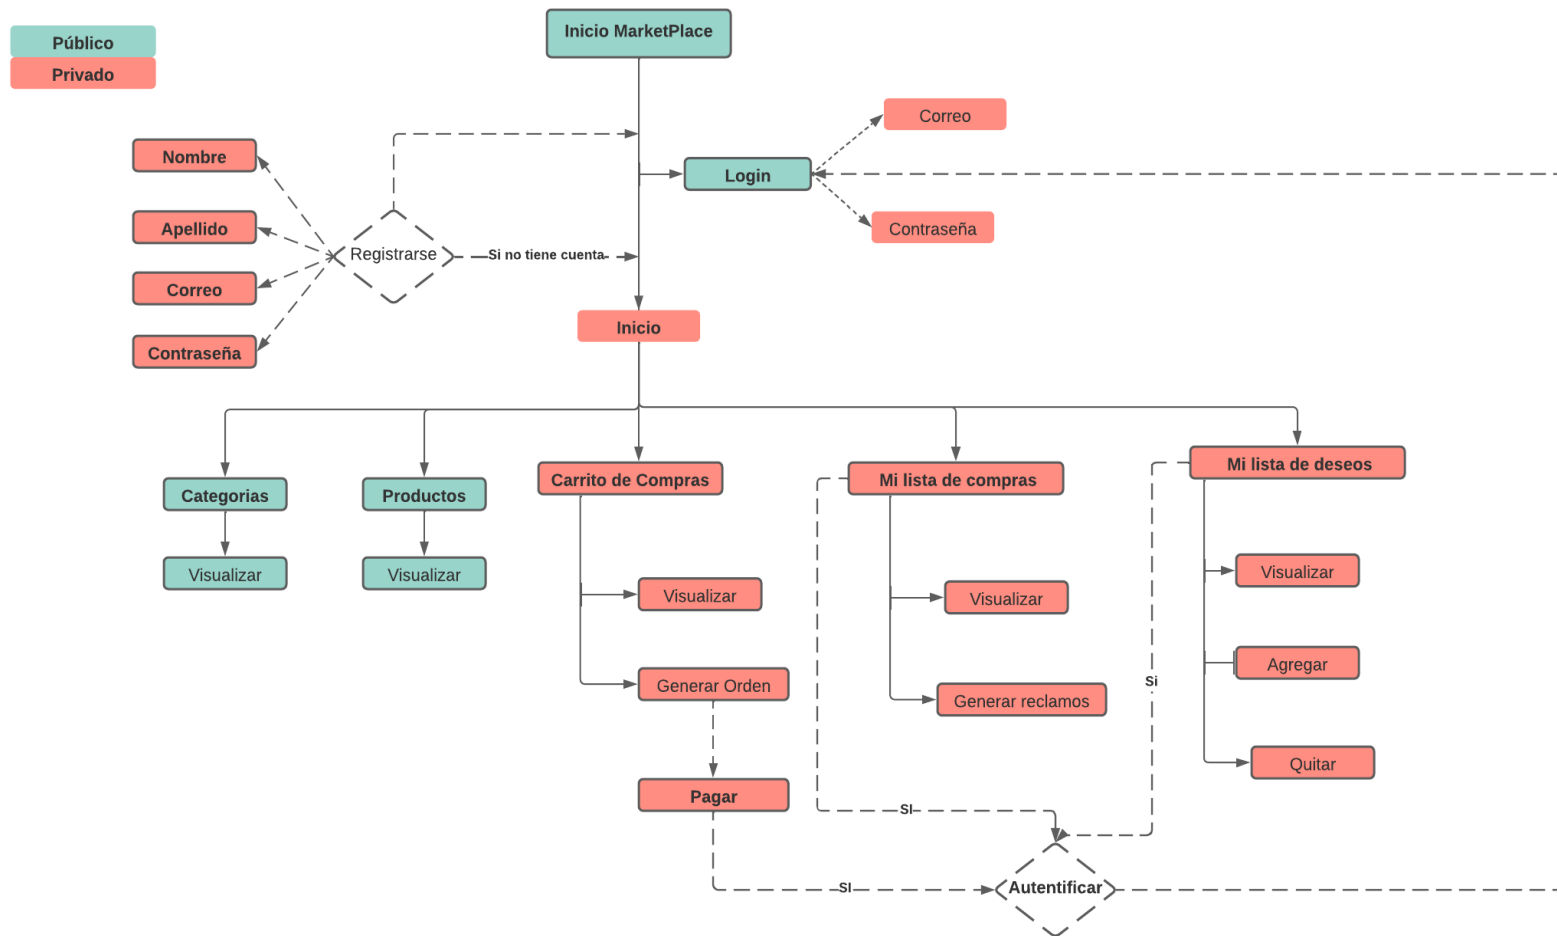 Inicio MarketPlace
Público
Privado
Correo
Nombre
Login
Apellido
Contraseña
Registrarse
Si no tiene cuenta
Correo
Inicio
Contraseña
Categorias
Productos
Carrito de Compras
Mi lista de compras
Mi lista de deseos
Visualizar
Visualizar
Visualizar
Visualizar
Visualizar
Agregar
Generar Orden
Generar reclamos
Si
Quitar
Pagar
SI
SI
Autentificar